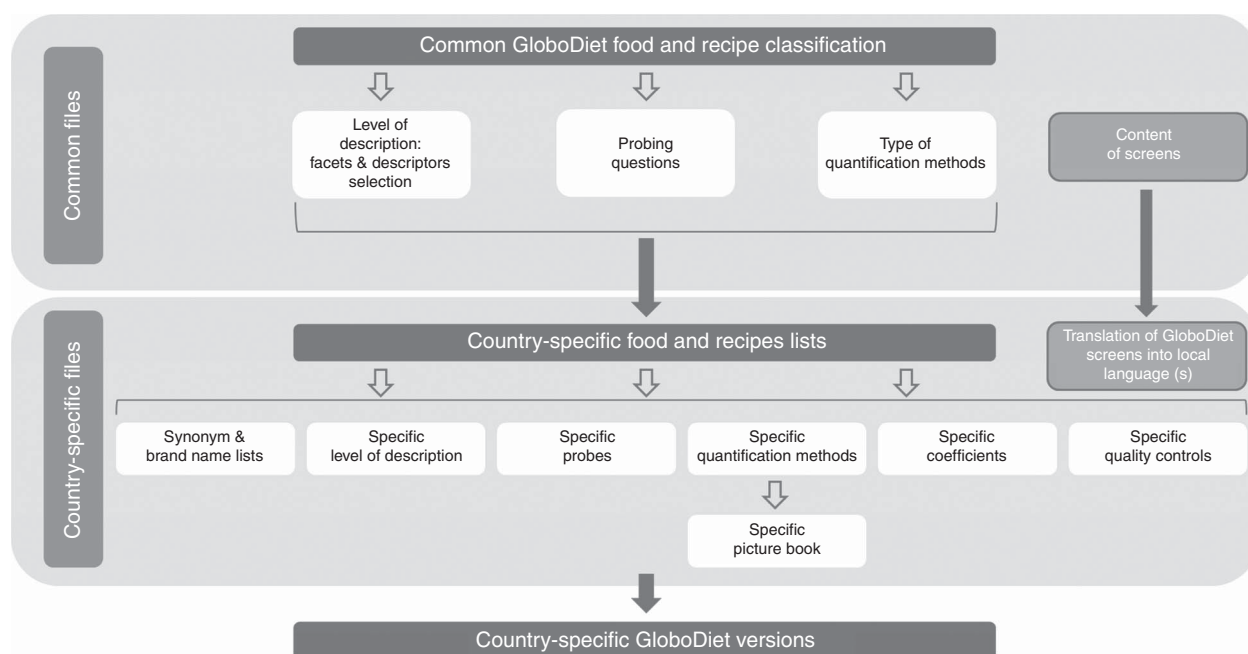 Common files
Common GloboDiet food and recipe classification
Level of
description:
facets & descriptors
selection
Probing
questions
Type of
quantification methods
Content
of screens
Country-specific files
Country-specific food and recipes lists
Translation of GloboDiet
screens into local
language (s)
Synonym &
brand name lists
Specific
level of description
Specific
probes
Specific
quantification methods
Specific
coefficients
Specific
quality controls
Specific
picture book
Country-specific GloboDiet versions